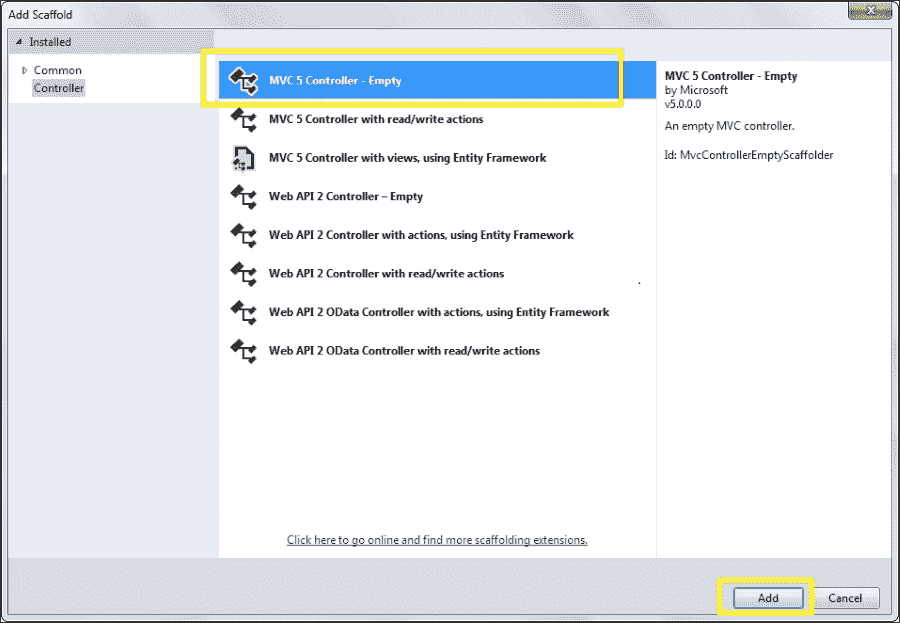 Add Scaffold
Installed
Common
Controller
MVC 5 Controller - Empty
MVC 5 Controller with read/write actions
MVC 5 Controller with views, using Entity Framework
Web API 2 Controller – Empty
Web API 2 Controller with actions, using Entity Framework
Web API 2 Controller with read/write actions
Web API 2 OData Controller with actions, using Entity Framework
Web API 2 OData Controller with read/write actions
Click here to go online and find more scaffolding extensions.
MVC 5 Controller - Empty
by Microsoft
v5.0.0.0
An empty MVC controller.
Id: MvcControllerEmptyScaffolder
Add
Cancel